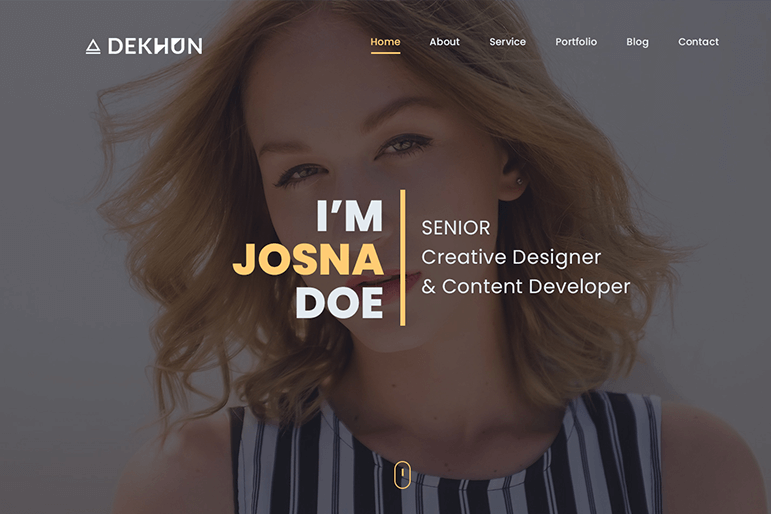 DEKHUN
Home About Service Portfolio Blog Contact
I’M
JOSNA
DOE
SENIOR
Creative Designer
& Content Developer